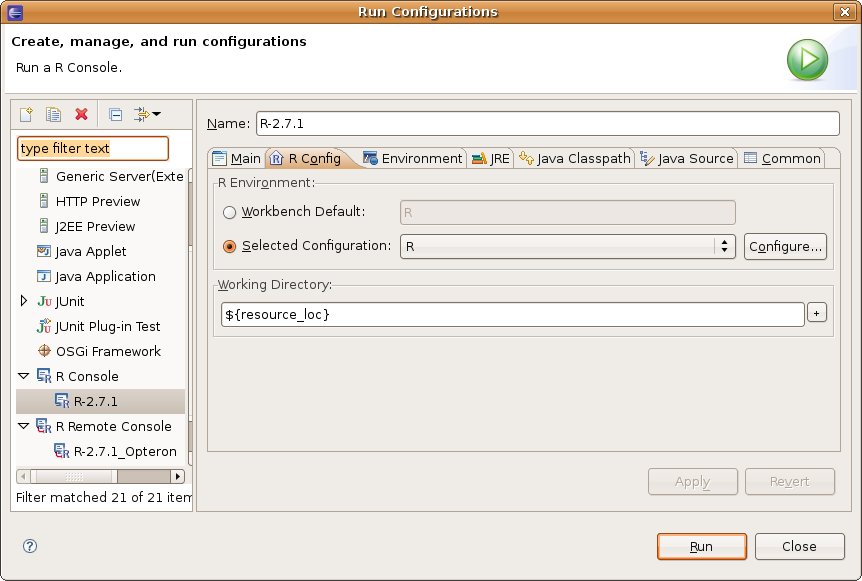 Run Configurations
Create, manage, and run configurations
Run a R Console.
type filter text
Generic Server(Exte
HTTP Preview
J2EE Preview
Java Applet
Java Application
JUnit
JUnit Plug-in Test
OSGi Framework
R Console
R-2.7.1
R Remote Console
R-2.7.1_Opteron
Filter matched 21 of 21 item
Name: R-2.7.1
Main R Config Environment JRE Java Classpath Java Source Common
R Environment:
Workbench Default: R
Selected Configuration: R Configure...
Working Directory:
${resource_loc} +
Apply Revert
Run Close